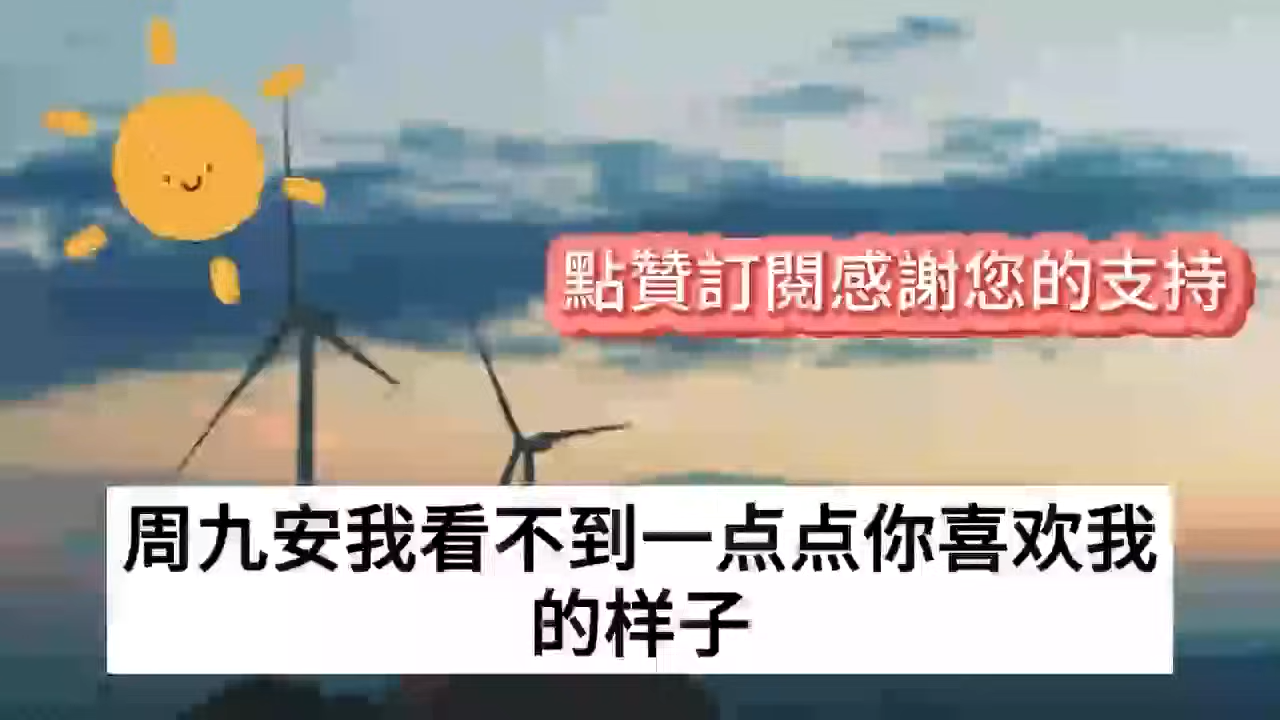 點贊訂閱感謝您的支持
周九安我看不到一点点你喜欢我
的样子